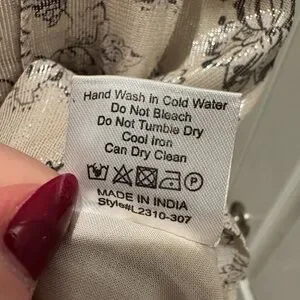 Hand Wash in Cold Water
Do Not Bleach
Do Not Tumble Dry
Cool iron
Can Dry Clean
P
MADE IN INDIA
Style#L2310-307